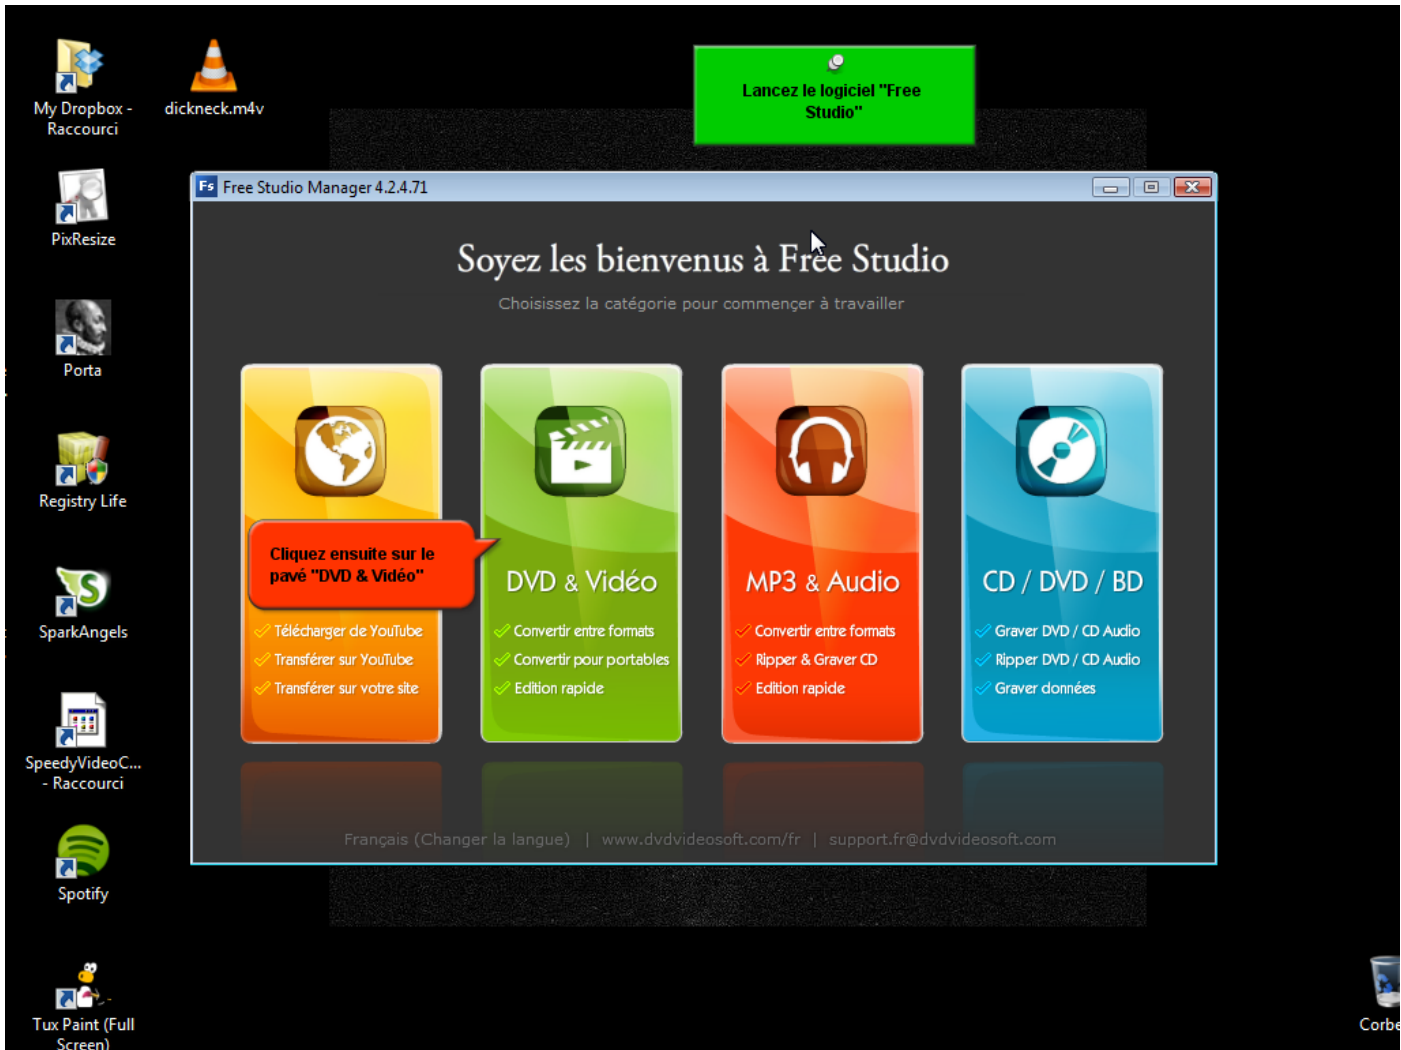 My Dropbox -
Raccourci
dickneck.m4v
Lancez le logiciel "Free
Studio"
PixResize
Porta
Registry Life
SparkAngels
SpeedyVideoC...
- Raccourci
Spotify
Tux Paint (Full
Screen)
Fs Free Studio Manager 4.2.4.71
Soyez les bienvenus à Free Studio
Choisissez la catégorie pour commençer à travailler
Cliquez ensuite sur le
pavé "DVD & Vidéo"
Télécharger de YouTube
Transférer sur YouTube
Transférer sur votre site
DVD & Vidéo
Convertir entre formats
Convertir pour portables
Edition rapide
MP3 & Audio
Convertir entre formats
Ripper & Graver CD
Edition rapide
CD / DVD / BD
Graver DVD / CD Audio
Ripper DVD / CD Audio
Graver données
Français (Changer la langue) | www.dvdvideosoft.com/fr | support.fr@dvdvideosoft.com
Corbe